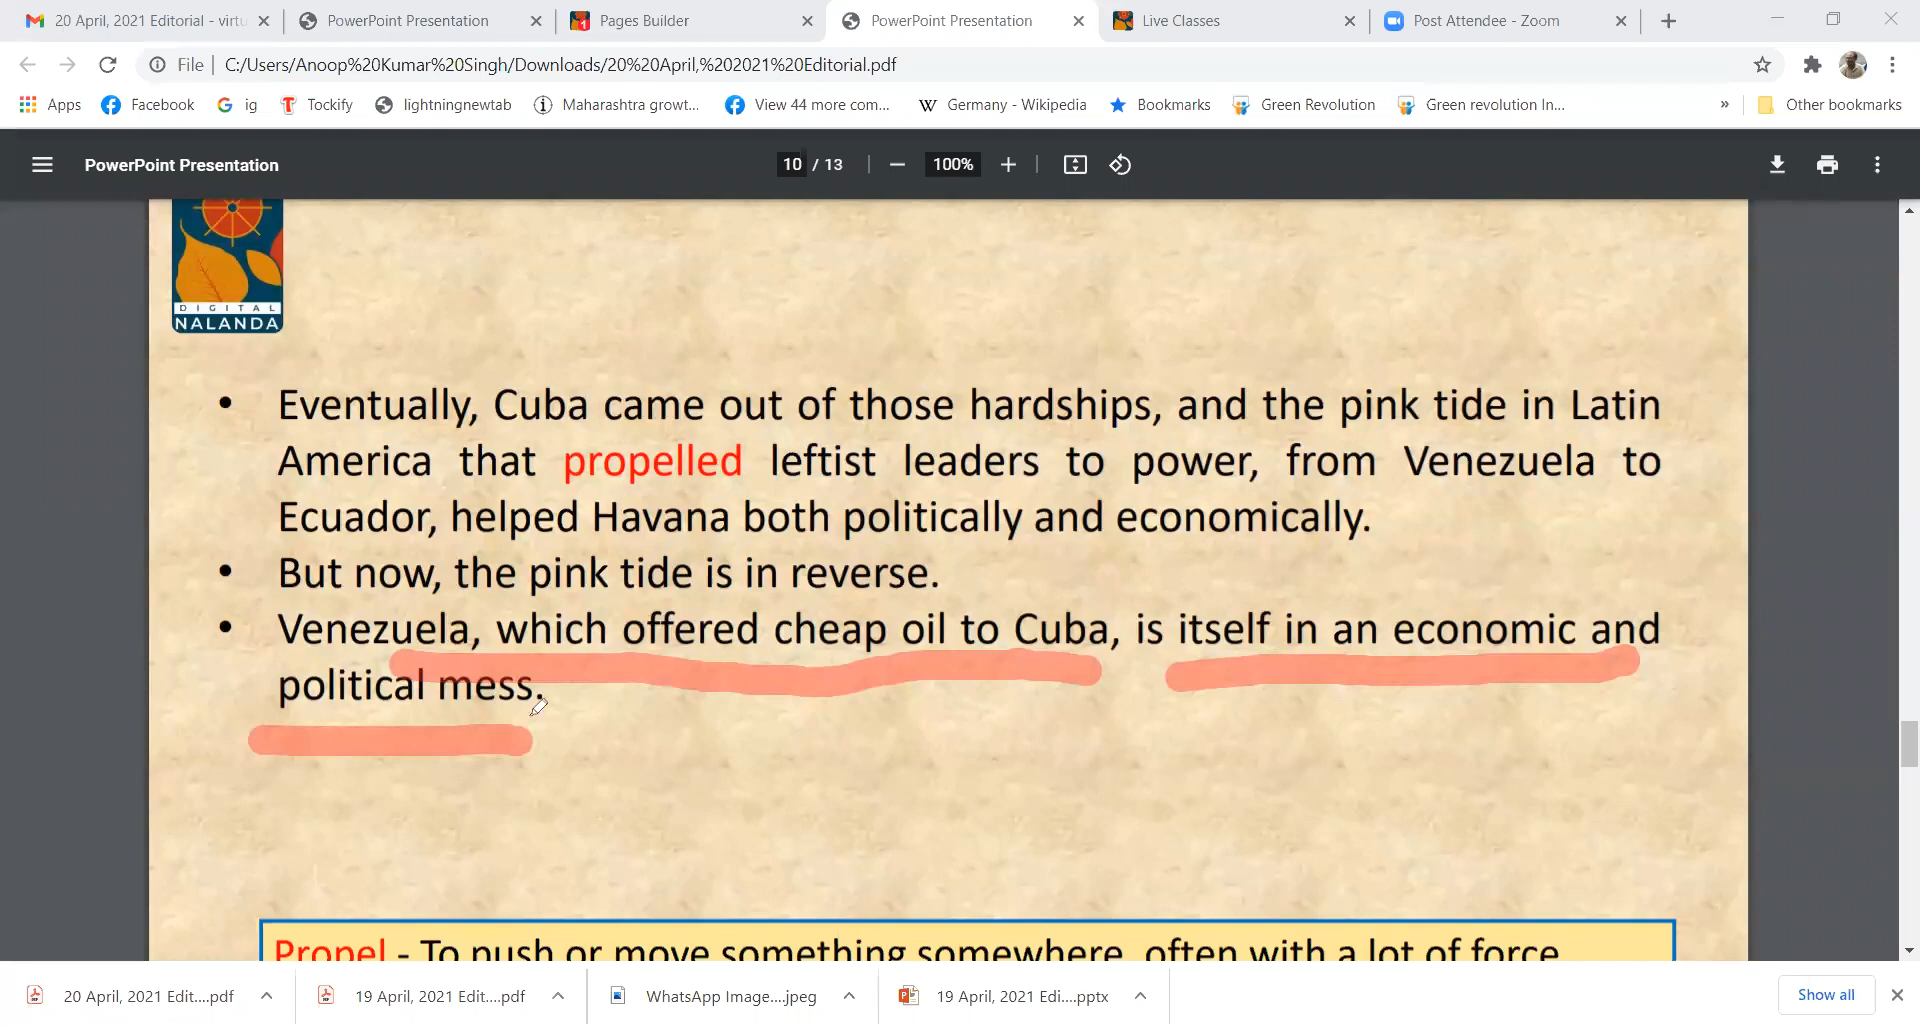 20 April, 2021 Editorial - virtu
PowerPoint Presentation
Pages Builder
PowerPoint Presentation
Live Classes
Post Attendee - Zoom
File
C:/Users/Anoop%20Kumar%20Singh/Downloads/20%20April,%202021%20Editorial.pdf
Apps
Facebook
ig
Tockify
lightningnewtab
Maharashtra growt...
View 44 more com...
Germany - Wikipedia
Bookmarks
Green Revolution
Green revolution In...
»
Other bookmarks
PowerPoint Presentation
10 / 13
100%
DIGITAL
NALANDA
• Eventually, Cuba came out of those hardships, and the pink tide in Latin
America that propelled leftist leaders to power, from Venezuela to
Ecuador, helped Havana both politically and economically.
• But now, the pink tide is in reverse.
• Venezuela, which offered cheap oil to Cuba, is itself in an economic and
political mess.
Propel - To push or move something somewhere, often with a lot of force
20 April, 2021 Edit....pdf
19 April, 2021 Edit....pdf
WhatsApp Image....jpeg
19 April, 2021 Edi....pptx
Show all